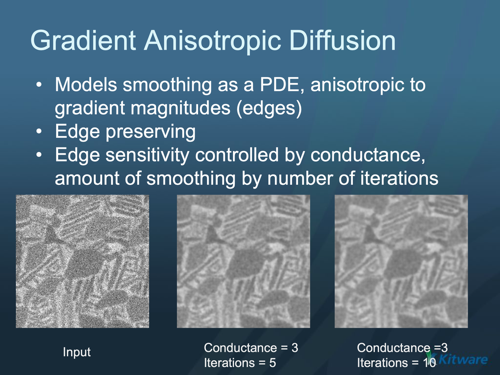 Gradient Anisotropic Diffusion
• Models smoothing as a PDE, anisotropic to
gradient magnitudes (edges)
• Edge preserving
• Edge sensitivity controlled by conductance,
amount of smoothing by number of iterations
Input
Conductance = 3
Iterations = 5
Conductance =3
Iterations = 10
Kitware